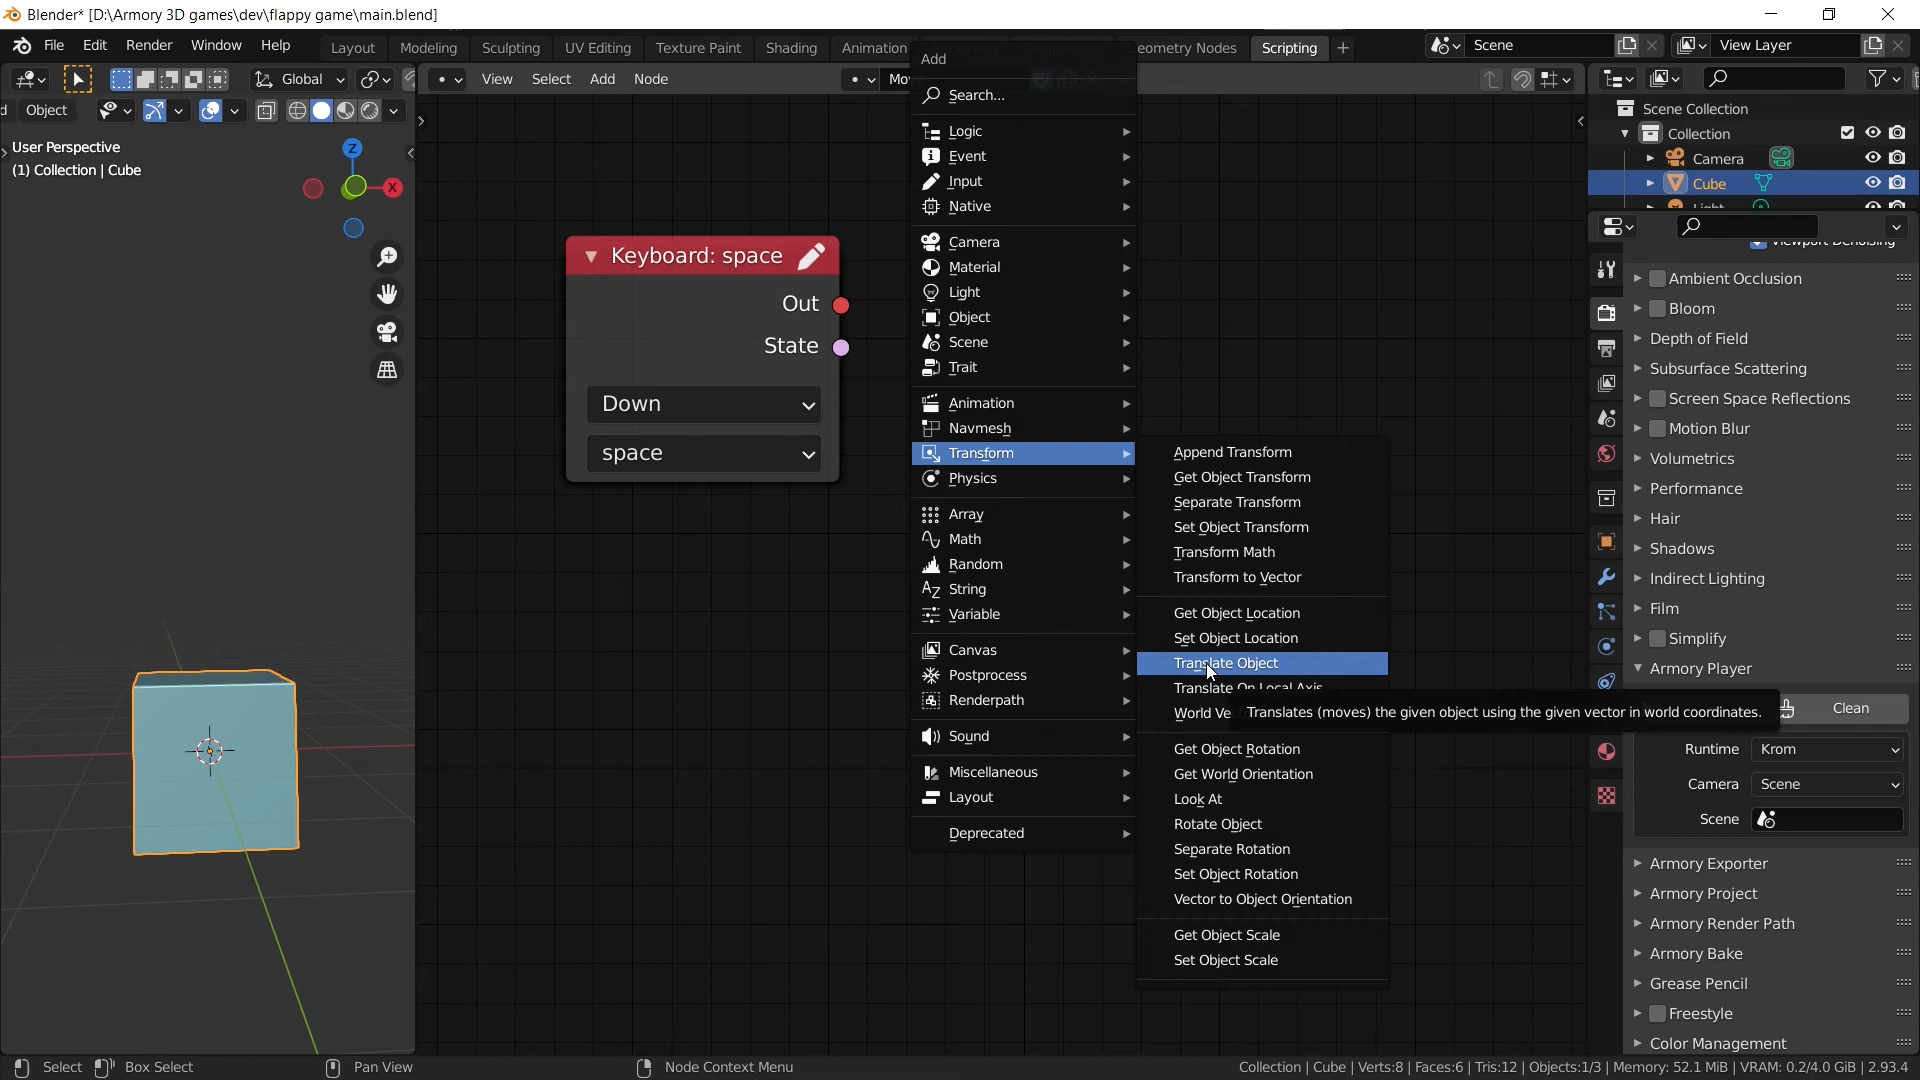 Blender* [D:\Armory 3D games\dev\flappy game\main.blend]
File Edit Render Window Help
Layout Modeling Sculpting UV Editing Texture Paint Shading Animation Geometry Nodes Scripting
Scene
View Layer
Global
View Select Add Node
Object
User Perspective
(1) Collection | Cube
Z
X
Keyboard: space
Out
State
Down
space
Add
Search...
Logic
Event
Input
Native
Camera
Material
Light
Object
Scene
Trait
Animation
Navmesh
Transform
Physics
Array
Math
Random
String
Variable
Canvas
Postprocess
Renderpath
Sound
Miscellaneous
Layout
Deprecated
Append Transform
Get Object Transform
Separate Transform
Set Object Transform
Transform Math
Transform to Vector
Get Object Location
Set Object Location
Translate Object
Translate On Local Axis
World Ve
Translates (moves) the given object using the given vector in world coordinates.
Get Object Rotation
Get World Orientation
Look At
Rotate Object
Separate Rotation
Set Object Rotation
Vector to Object Orientation
Get Object Scale
Set Object Scale
Scene Collection
Collection
Camera
Cube
Light
Viewport Denoising
Ambient Occlusion
Bloom
Depth of Field
Subsurface Scattering
Screen Space Reflections
Motion Blur
Volumetrics
Performance
Hair
Shadows
Indirect Lighting
Film
Simplify
Armory Player
Clean
Runtime Krom
Camera Scene
Scene
Armory Exporter
Armory Project
Armory Render Path
Armory Bake
Grease Pencil
Freestyle
Color Management
Select Box Select Pan View Node Context Menu
Collection | Cube | Verts:8 | Faces:6 | Tris:12 | Objects:1/3 | Memory: 52.1 MiB | VRAM: 0.2/4.0 GiB | 2.93.4